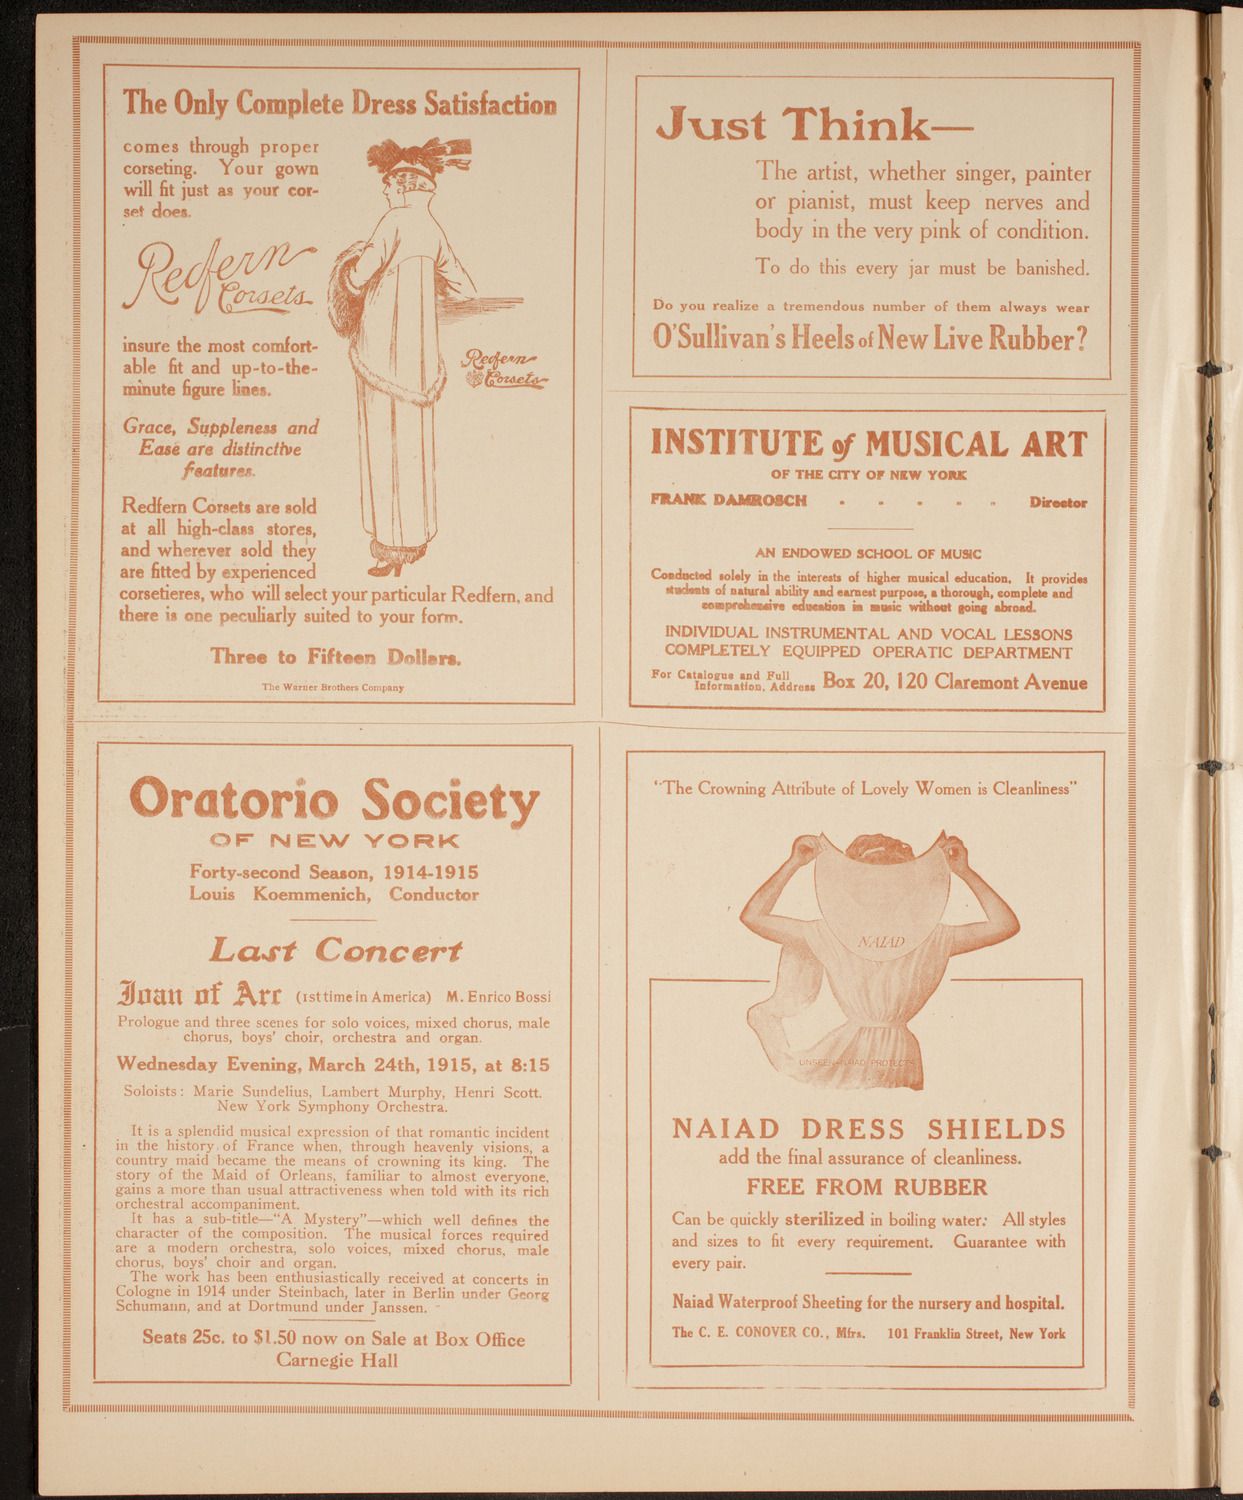 The Only Complete Dress Satisfaction
comes through proper
corseting. Your gown
will fit just as your cor-
set does.
Redfern
Corsets
insure the most comfort-
able fit and up-to-the-
minute figure lines.
Grace, Suppleness and
Ease are distinctive
features.
Redfern Corsets are sold
at all high-class stores,
and wherever sold they
are fitted by experienced
corsetieres, who will select your particular Redfern, and
there is one peculiarly suited to your form.
Three to Fifteen Dollars.
The Warner Brothers Company
Redfern
Corsets
Just Think—
The artist, whether singer, painter
or pianist, must keep nerves and
body in the very pink of condition.
To do this every jar must be banished.
Do you realize a tremendous number of them always wear
O'Sullivan's Heels of New Live Rubber?
INSTITUTE of MUSICAL ART
OF THE CITY OF NEW YORK
FRANK DAMROSCH - - - - - Director
AN ENDOWED SCHOOL OF MUSIC
Conducted solely in the interests of higher musical education. It provides
students of natural ability and earnest purpose, a thorough, complete and
comprehensive education in music without going abroad.
INDIVIDUAL INSTRUMENTAL AND VOCAL LESSONS
COMPLETELY EQUIPPED OPERATIC DEPARTMENT
For Catalogue and Full
Information, Address Box 20, 120 Claremont Avenue
Oratorio Society
OF NEW YORK
Forty-second Season, 1914-1915
Louis Koemmenich, Conductor
Last Concert
Joan of Arc (1st time in America) M. Enrico Bossi
Prologue and three scenes for solo voices, mixed chorus, male
chorus, boys' choir, orchestra and organ.
Wednesday Evening, March 24th, 1915, at 8:15
Soloists: Marie Sundelius, Lambert Murphy, Henri Scott.
New York Symphony Orchestra.
It is a splendid musical expression of that romantic incident
in the history of France when, through heavenly visions, a
country maid became the means of crowning its king. The
story of the Maid of Orleans, familiar to almost everyone,
gains a more than usual attractiveness when told with its rich
orchestral accompaniment.
It has a sub-title—"A Mystery"—which well defines the
character of the composition. The musical forces required
are a modern orchestra, solo voices, mixed chorus, male
chorus, boys' choir and organ.
The work has been enthusiastically received at concerts in
Cologne in 1914 under Steinbach, later in Berlin under Georg
Schumann, and at Dortmund under Janssen.
Seats 25c. to $1.50 now on Sale at Box Office
Carnegie Hall
"The Crowning Attribute of Lovely Women is Cleanliness"
NAIAD
UNSEEN—NAIAD PROTECTS
NAIAD DRESS SHIELDS
add the final assurance of cleanliness.
FREE FROM RUBBER
Can be quickly sterilized in boiling water. All styles
and sizes to fit every requirement. Guarantee with
every pair.
Naiad Waterproof Sheeting for the nursery and hospital.
The C. E. CONOVER CO., Mfrs. 101 Franklin Street, New York